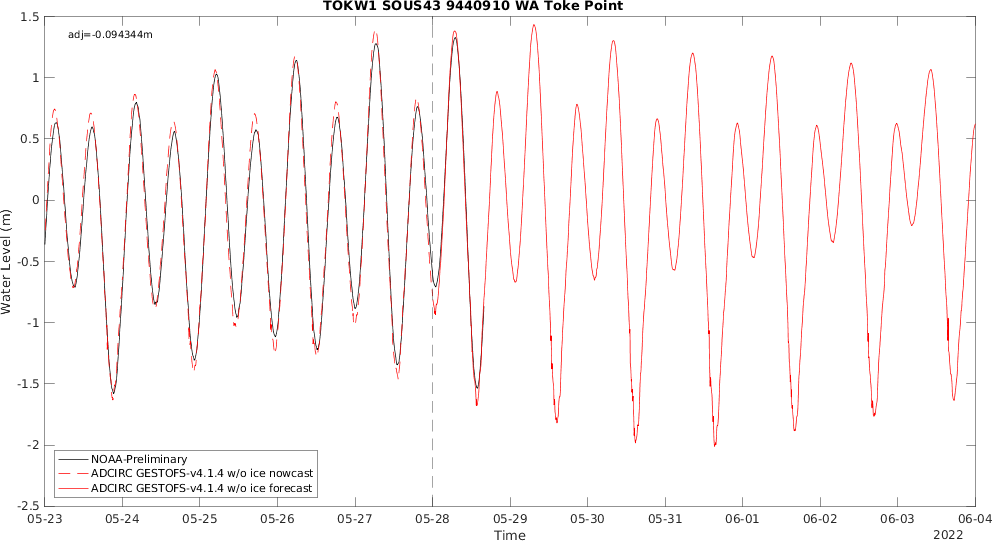 TOKW1 SOUS43 9440910 WA Toke Point
adj=-0.094344m
1.5
1
0.5
0
-0.5
-1
-1.5
-2
-2.5
Water Level (m)
NOAA-Preliminary
ADCIRC GESTOFS-v4.1.4 w/o ice nowcast
ADCIRC GESTOFS-v4.1.4 w/o ice forecast
05-23 05-24 05-25 05-26 05-27 05-28 05-29 05-30 05-31 06-01 06-02 06-03 06-04
Time
2022